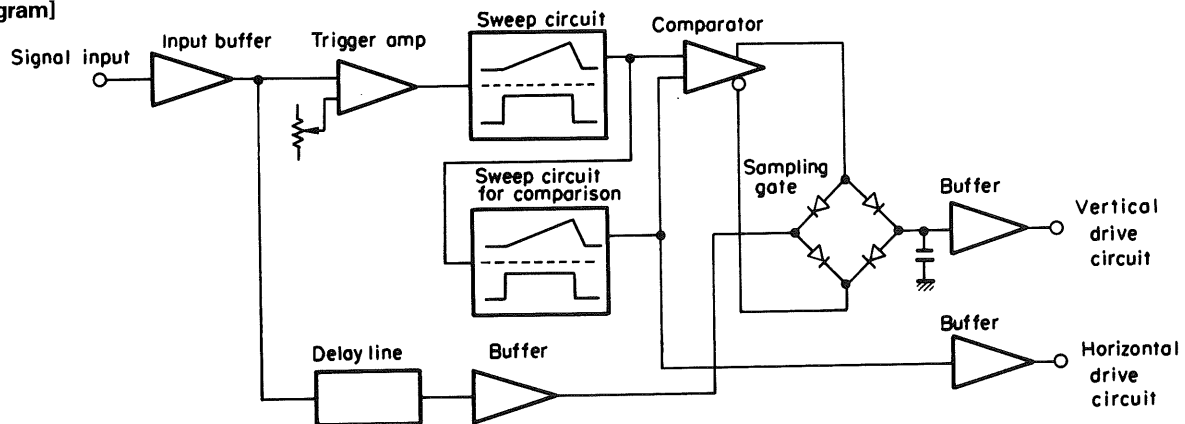 gram]
Signal input
Input buffer
Trigger amp
Sweep circuit
Comparator
Sweep circuit
for comparison
Sampling
gate
Buffer
Vertical
drive
circuit
Delay line
Buffer
Buffer
Horizontal
drive
circuit